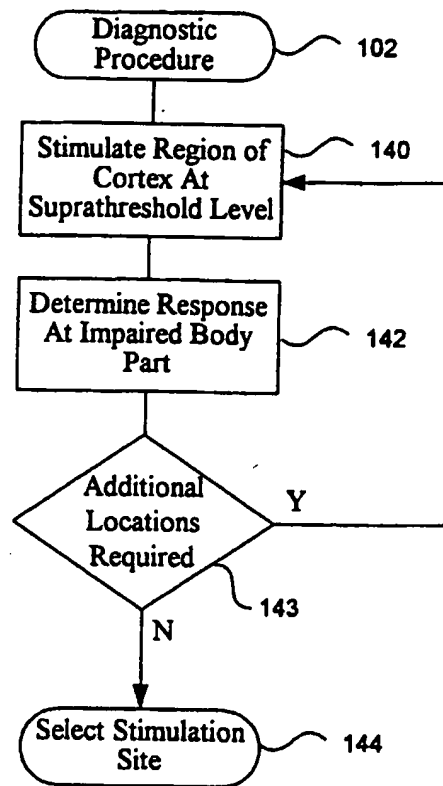 Diagnostic
Procedure
102
Stimulate Region of
Cortex At
Suprathreshold Level
140
Determine Response
At Impaired Body
Part
142
Additional
Locations
Required
Y
143
N
Select Stimulation
Site
144